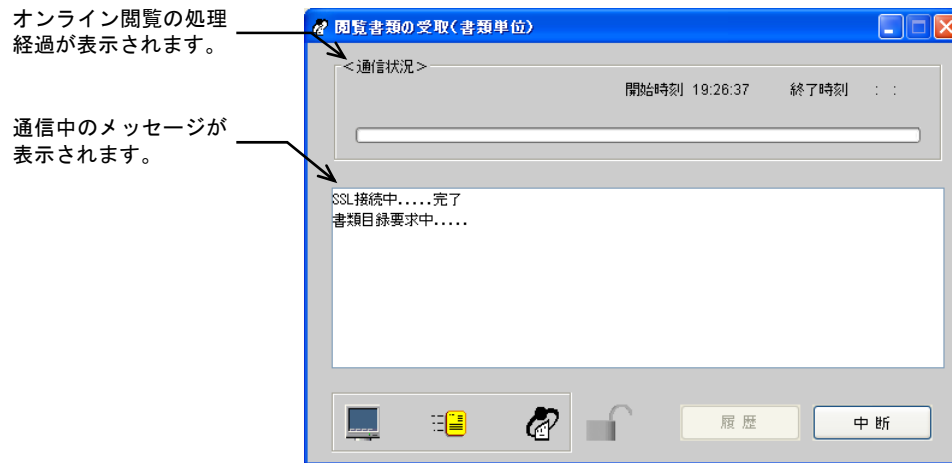 オンライン閲覧の処理
経過が表示されます。
閲覧書類の受取(書類単位)
<通信状況>
開始時刻 19:26:37 終了時刻 : :
通信中のメッセージが
表示されます。
SSL接続中.....完了
書類目録要求中.....
履歴
中断